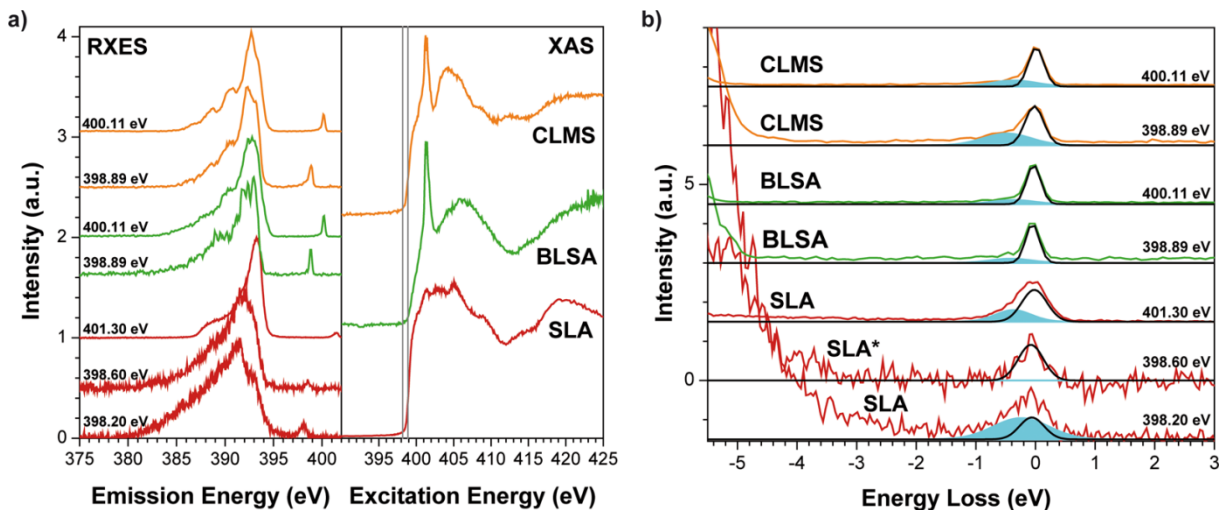 a)
RXES
XAS
400.11 eV
CLMS
398.89 eV
400.11 eV
BLSA
398.89 eV
401.30 eV
SLA
398.60 eV
398.20 eV
4
3
2
1
0
Intensity (a.u.)
375 385 390 395 400 395 400 405 410 415 420 425
Emission Energy (eV) Excitation Energy (eV)
b)
CLMS 400.11 eV
CLMS 398.89 eV
BLSA 400.11 eV
BLSA 398.89 eV
SLA 401.30 eV
SLA* 398.60 eV
SLA 398.20 eV
5
0
Intensity (a.u.)
-5 -4 -3 -2 -1 0 1 2 3
Energy Loss (eV)